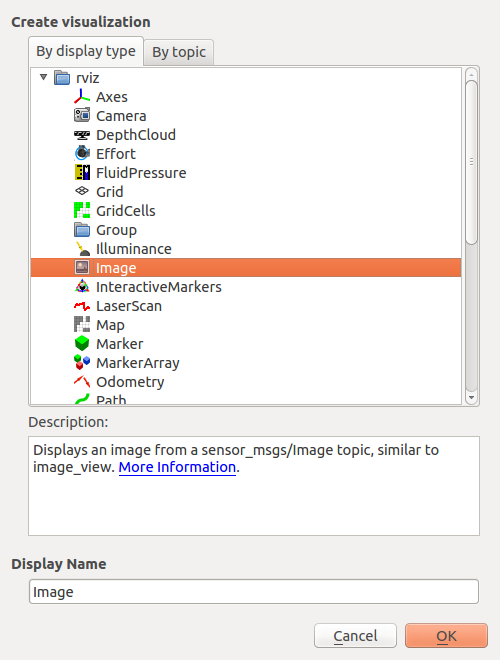 Create visualization
By display type
By topic
rviz
Axes
Camera
DepthCloud
Effort
FluidPressure
Grid
GridCells
Group
Illuminance
Image
InteractiveMarkers
LaserScan
Map
Marker
MarkerArray
Odometry
Path
Description:
Displays an image from a sensor_msgs/Image topic, similar to
image_view. More Information.
Display Name
Image
Cancel
OK